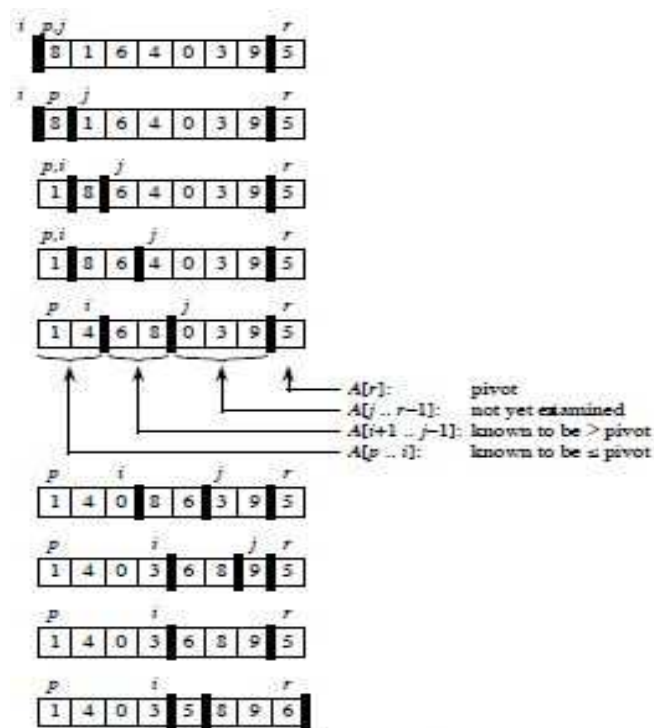 i p,j r
8 1 6 4 0 3 9 5
i p j r
8 1 6 4 0 3 9 5
p,i j r
1 8 6 4 0 3 9 5
p,i j r
1 8 6 4 0 3 9 5
p i j r
1 4 6 8 0 3 9 5
A[r]: pivot
A[j .. r–1]: not yet examined
A[i+1 .. j–1]: known to be > pivot
A[p .. i]: known to be ≤ pivot
p i j r
1 4 0 8 6 3 9 5
p i j r
1 4 0 3 6 8 9 5
p i r
1 4 0 3 6 8 9 5
p i r
1 4 0 3 5 8 9 6